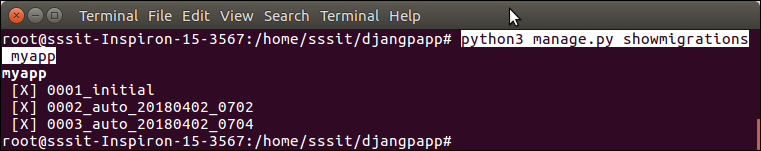 Terminal File Edit View Search Terminal Help
root@sssit-Inspiron-15-3567:/home/sssit/djangpapp# python3 manage.py showmigrations
 myapp
myapp
 [X] 0001_initial
 [X] 0002_auto_20180402_0702
 [X] 0003_auto_20180402_0704
root@sssit-Inspiron-15-3567:/home/sssit/djangpapp#